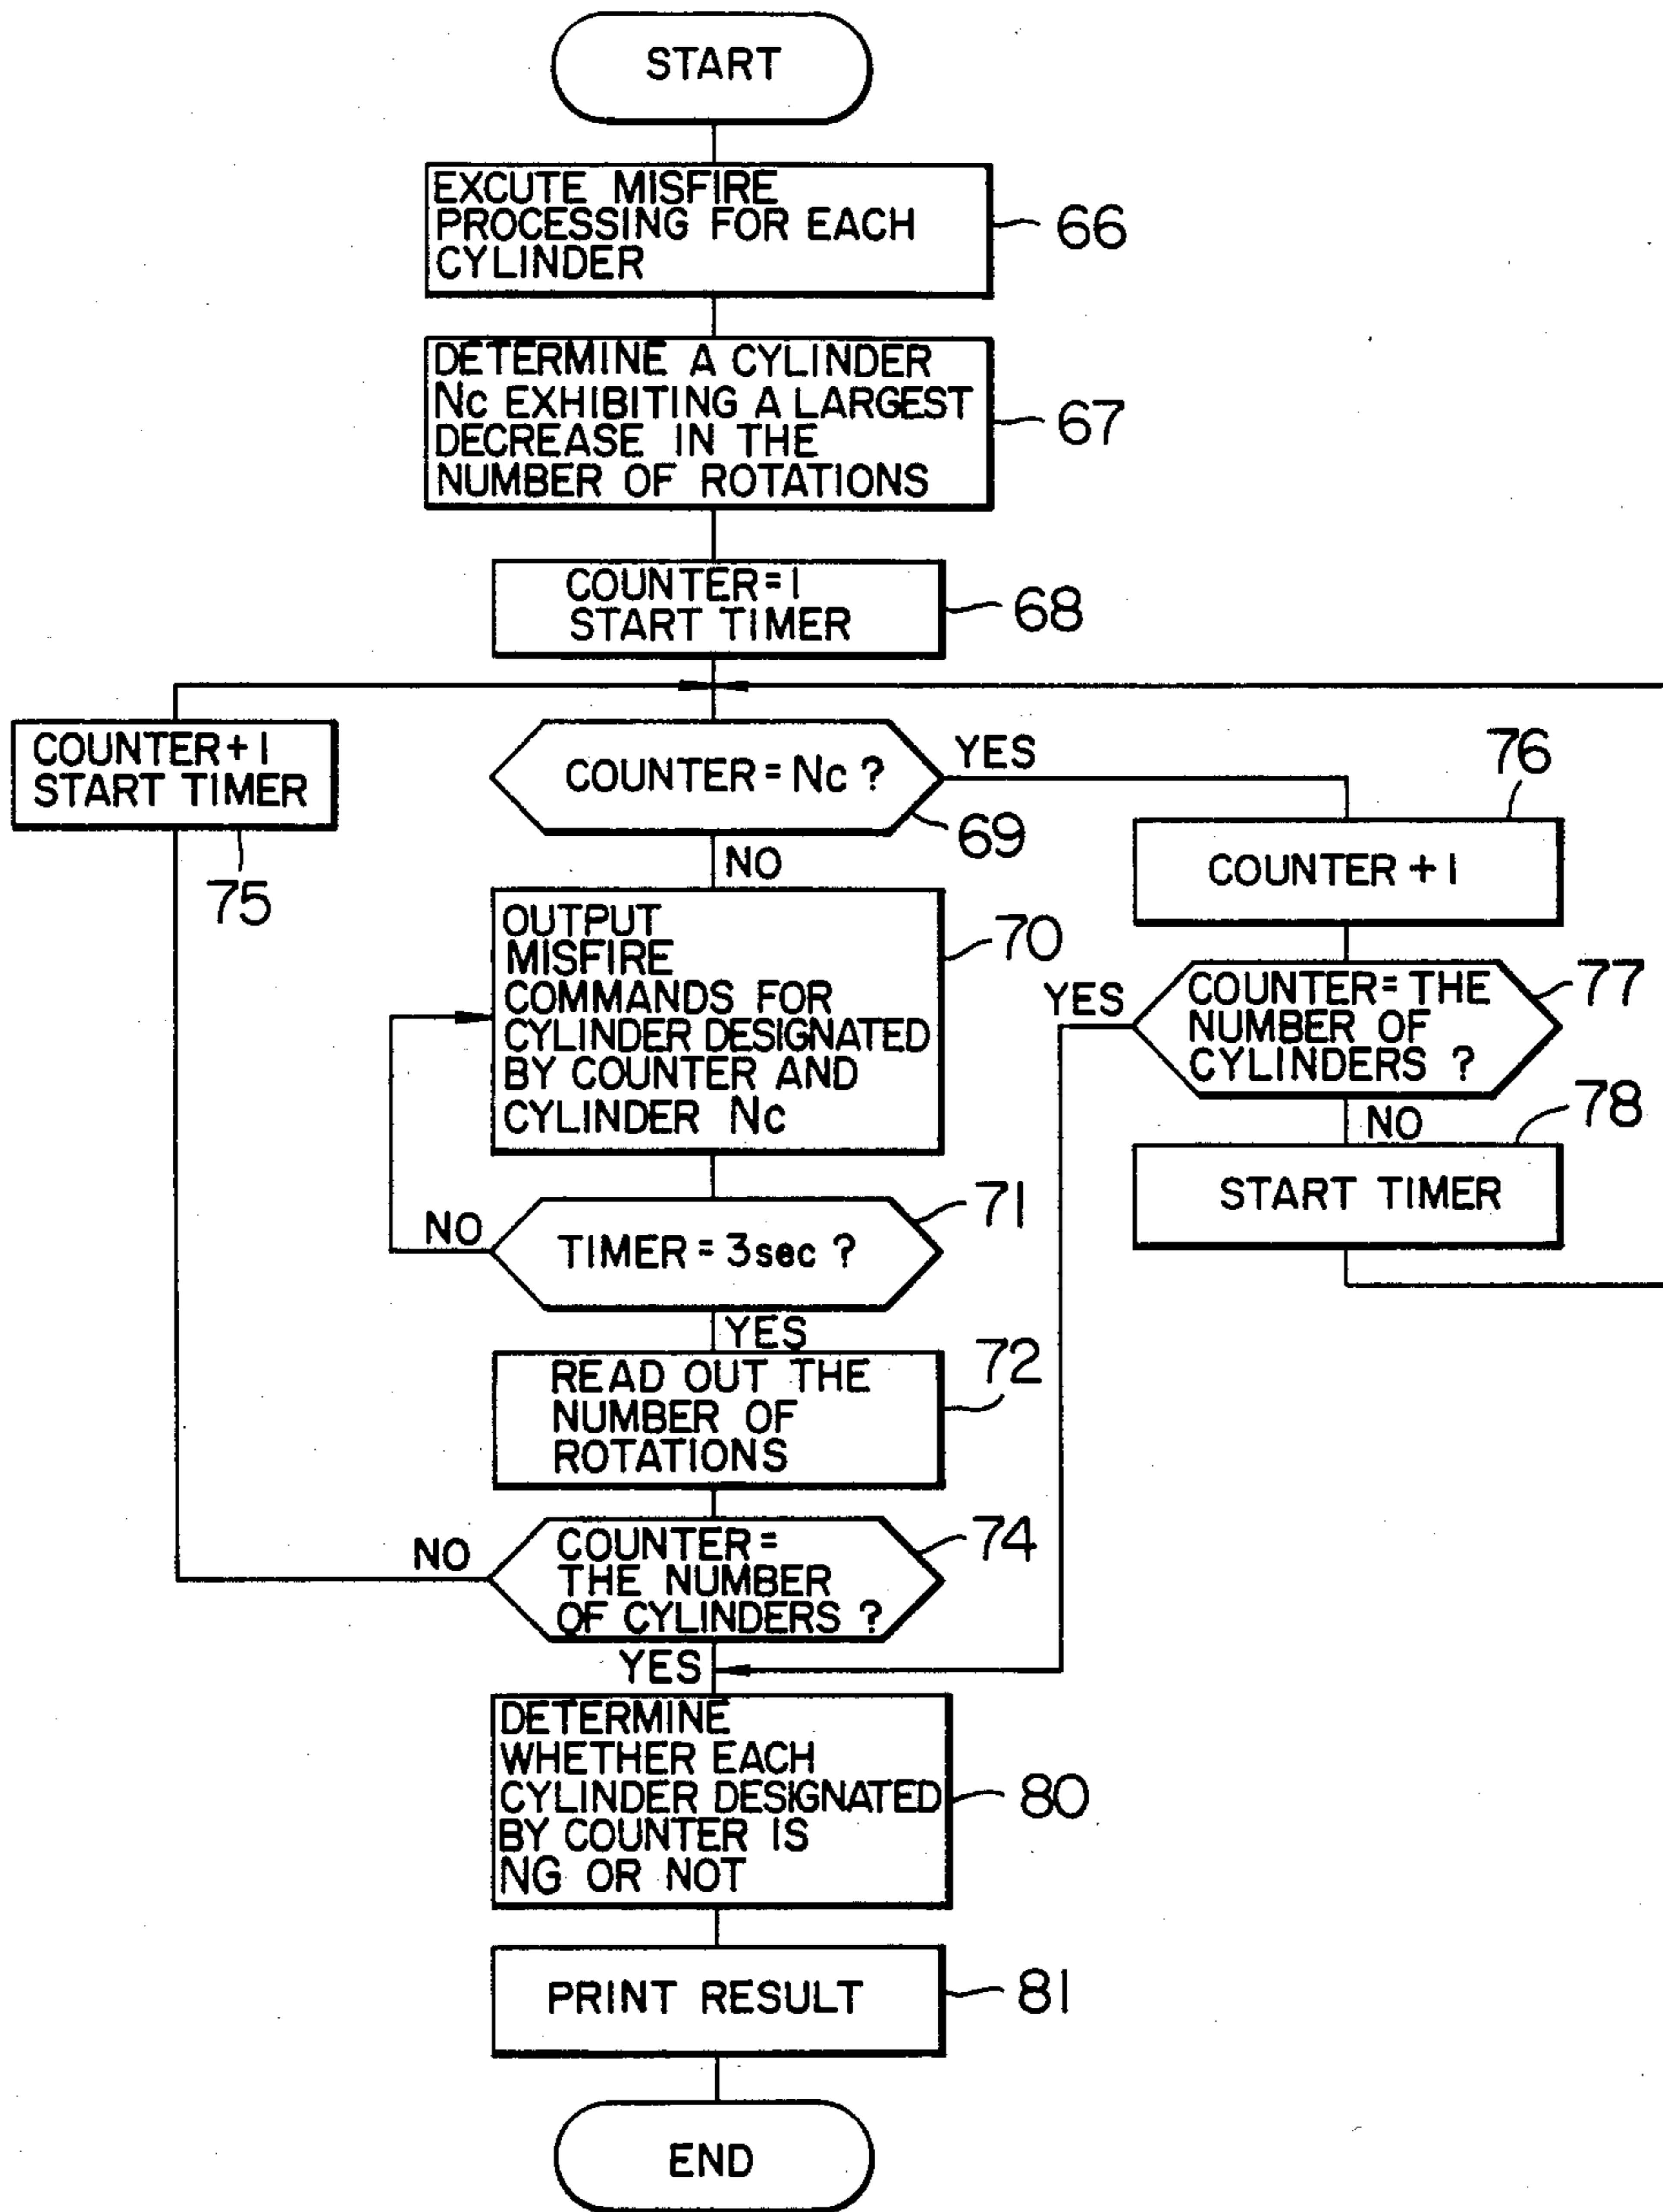 START
EXCUTE MISFIRE
PROCESSING FOR EACH
CYLINDER
66
DETERMINE A CYLINDER
Nc EXHIBITING A LARGEST
DECREASE IN THE
NUMBER OF ROTATIONS
67
COUNTER=1
START TIMER
68
COUNTER+1
START TIMER
75
COUNTER=Nc ?
YES
69
NO
76
COUNTER +1
OUTPUT
MISFIRE
COMMANDS FOR
CYLINDER DESIGNATED
BY COUNTER AND
CYLINDER Nc
70
YES
COUNTER=THE
NUMBER OF
CYLINDERS ?
77
NO
78
START TIMER
NO
TIMER=3sec ?
71
YES
READ OUT THE
NUMBER OF
ROTATIONS
72
NO
COUNTER=
THE NUMBER
OF CYLINDERS ?
74
YES
DETERMINE
WHETHER EACH
CYLINDER DESIGNATED
BY COUNTER IS
NG OR NOT
80
PRINT RESULT
81
END